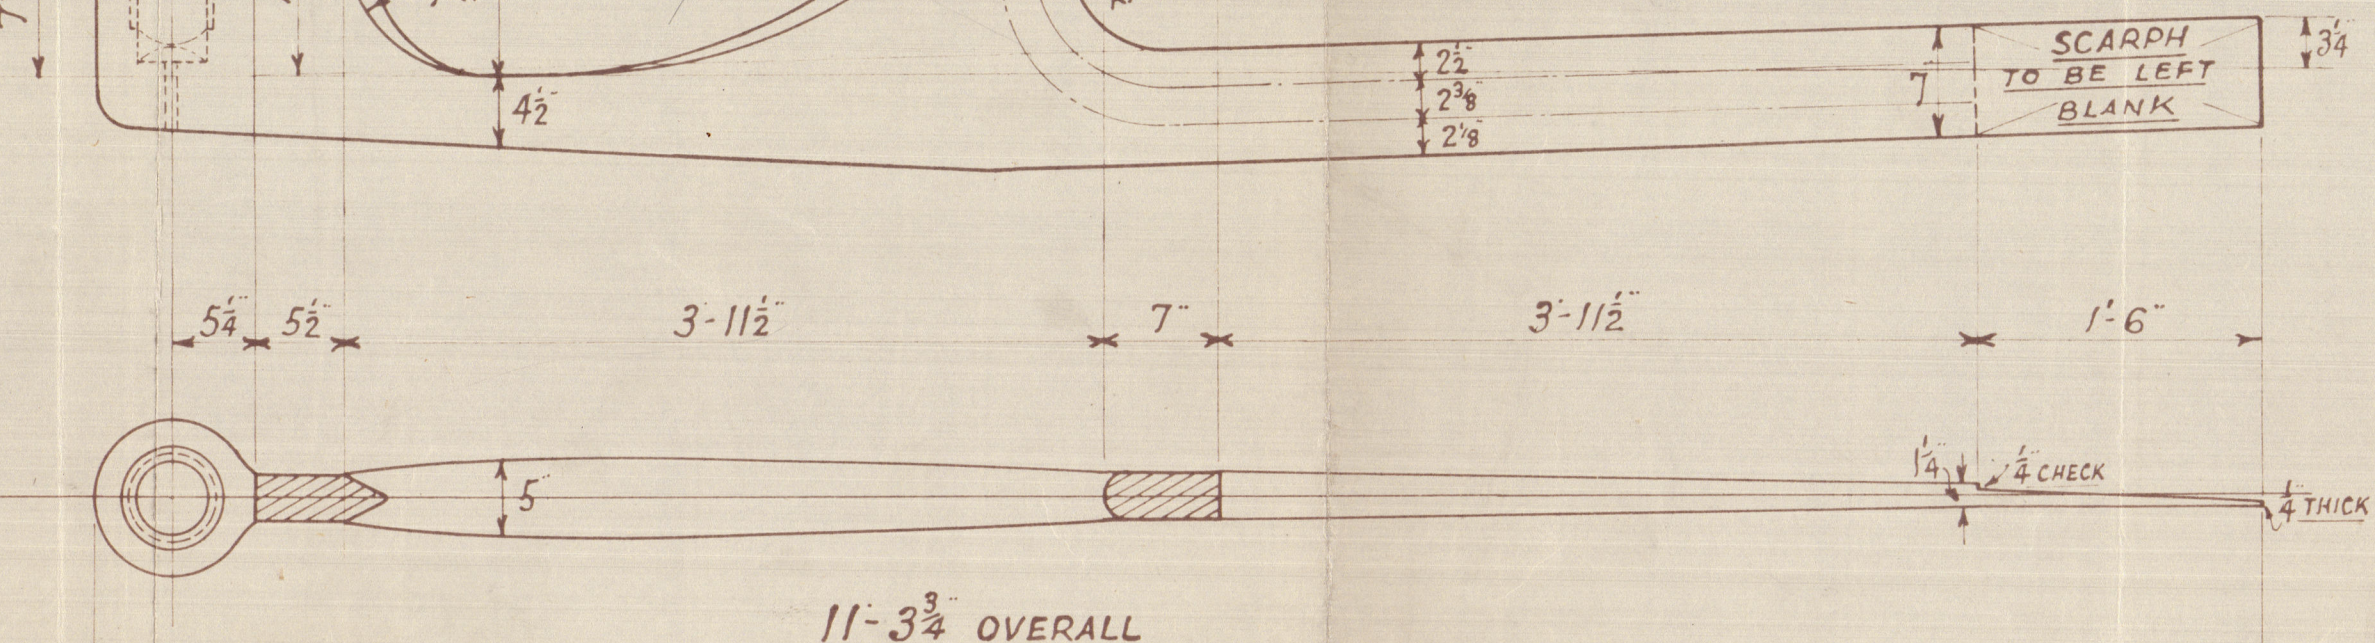 2½"
2⅜"
2⅛"
4½"
7"
SCARPH
TO BE LEFT
BLANK
3¼"
5¼" 5½" 3'-11½" 7" 3'-11½" 1'-6"
5"
1¼" ¼" CHECK
¼" THICK
11'-3¾" OVERALL